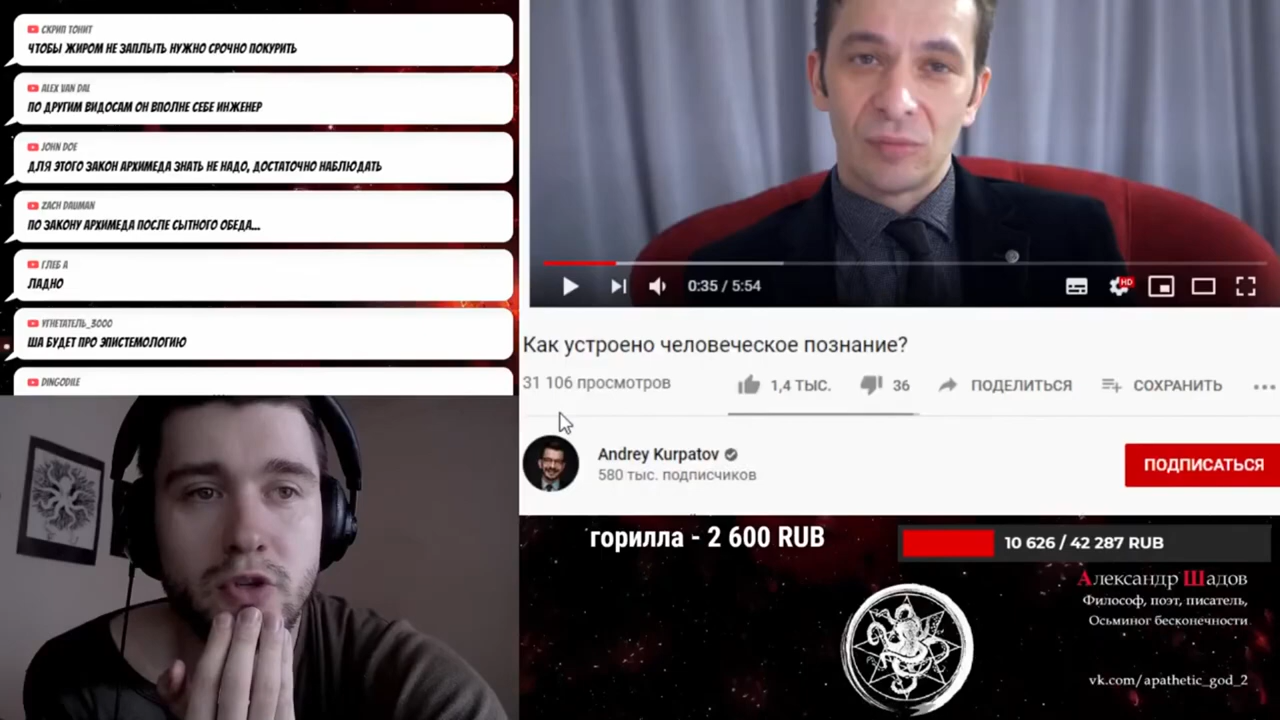 СКРИП ТОНИТ
ЧТОБЫ ЖИРОМ НЕ ЗАПЛЫТЬ НУЖНО СРОЧНО ПОКУРИТЬ
ALEX VAN DAL
ПО ДРУГИМ ВИДОСАМ ОН ВПОЛНЕ СЕБЕ ИНЖЕНЕР
JOHN DOE
ДЛЯ ЭТОГО ЗАКОН АРХИМЕДА ЗНАТЬ НЕ НАДО, ДОСТАТОЧНО НАБЛЮДАТЬ
ZACH DAUMAN
ПО ЗАКОНУ АРХИМЕДА ПОСЛЕ СЫТНОГО ОБЕДА...
ГЛЕБ А
ЛАДНО
УГНЕТАТЕЛЬ_3000
ША БУДЕТ ПРО ЭПИСТЕМОЛОГИЮ
DINGODILE
0:35 / 5:54
HD
Как устроено человеческое познание?
31 106 просмотров
1,4 ТЫС.
36
ПОДЕЛИТЬСЯ
СОХРАНИТЬ
Andrey Kurpatov
580 тыс. подписчиков
ПОДПИСАТЬСЯ
горилла - 2 600 RUB
10 626 / 42 287 RUB
Александр Шадов
Философ, поэт, писатель,
Осьминог бесконечности
vk.com/apathetic_god_2